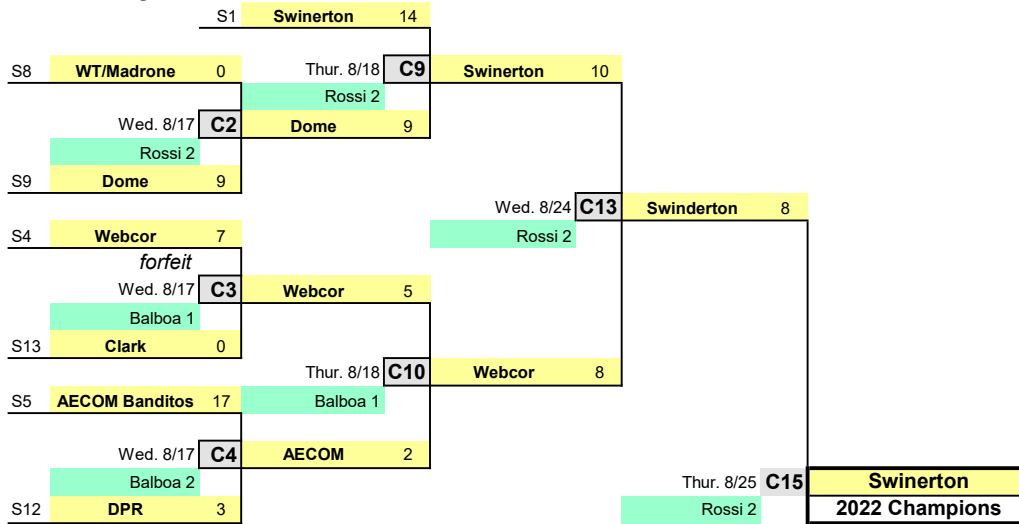 S1 Swinerton 14
S8 WT/Madrone 0 Thur. 8/18 C9 Swinerton 10
Rossi 2
Wed. 8/17 C2 Dome 9
Rossi 2
S9 Dome 9
Wed. 8/24 C13 Swinderton 8
S4 Webcor 7 Rossi 2
forfeit
Wed. 8/17 C3 Webcor 5
Balboa 1
S13 Clark 0
Thur. 8/18 C10 Webcor 8
S5 AECOM Banditos 17 Balboa 1
Wed. 8/17 C4 AECOM 2
Balboa 2 Thur. 8/25 C15 Swinerton
S12 DPR 3 Rossi 2 2022 Champions